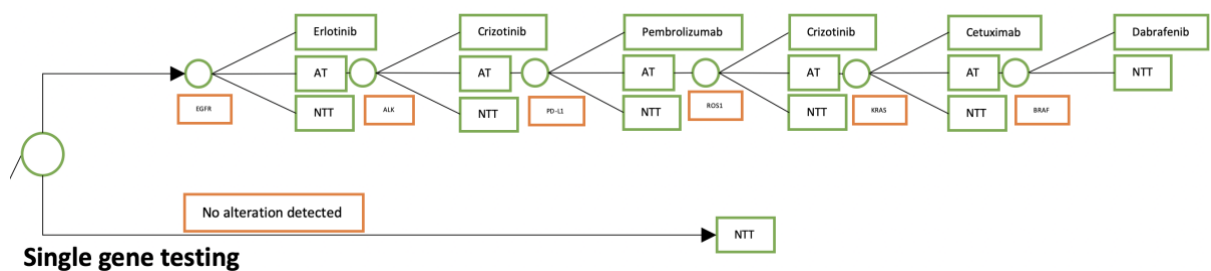 Erlotinib
Crizotinib
Pembrolizumab
Crizotinib
Cetuximab
Dabrafenib
AT
AT
AT
AT
AT
NTT
EGFR
NTT
ALK
NTT
PD-L1
NTT
ROS1
NTT
KRAS
NTT
BRAF
No alteration detected
NTT
Single gene testing